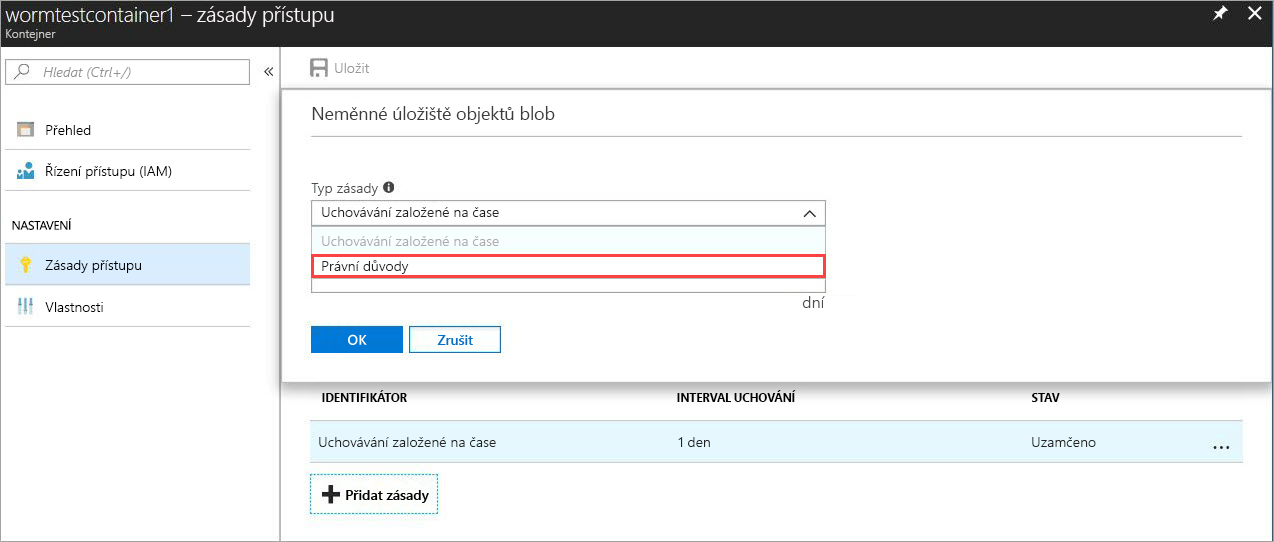 wormtestcontainer1 – zásady přístupu
Kontejner
Hledat (Ctrl+/)
«
Přehled
Řízení přístupu (IAM)
NASTAVENÍ
Zásady přístupu
Vlastnosti
Uložit
Neměnné úložiště objektů blob
Typ zásady
Uchovávání založené na čase
Uchovávání založené na čase
Právní důvody
dní
OK Zrušit
IDENTIFIKÁTOR INTERVAL UCHOVÁNÍ STAV
Uchovávání založené na čase 1 den Uzamčeno ...
Přidat zásady